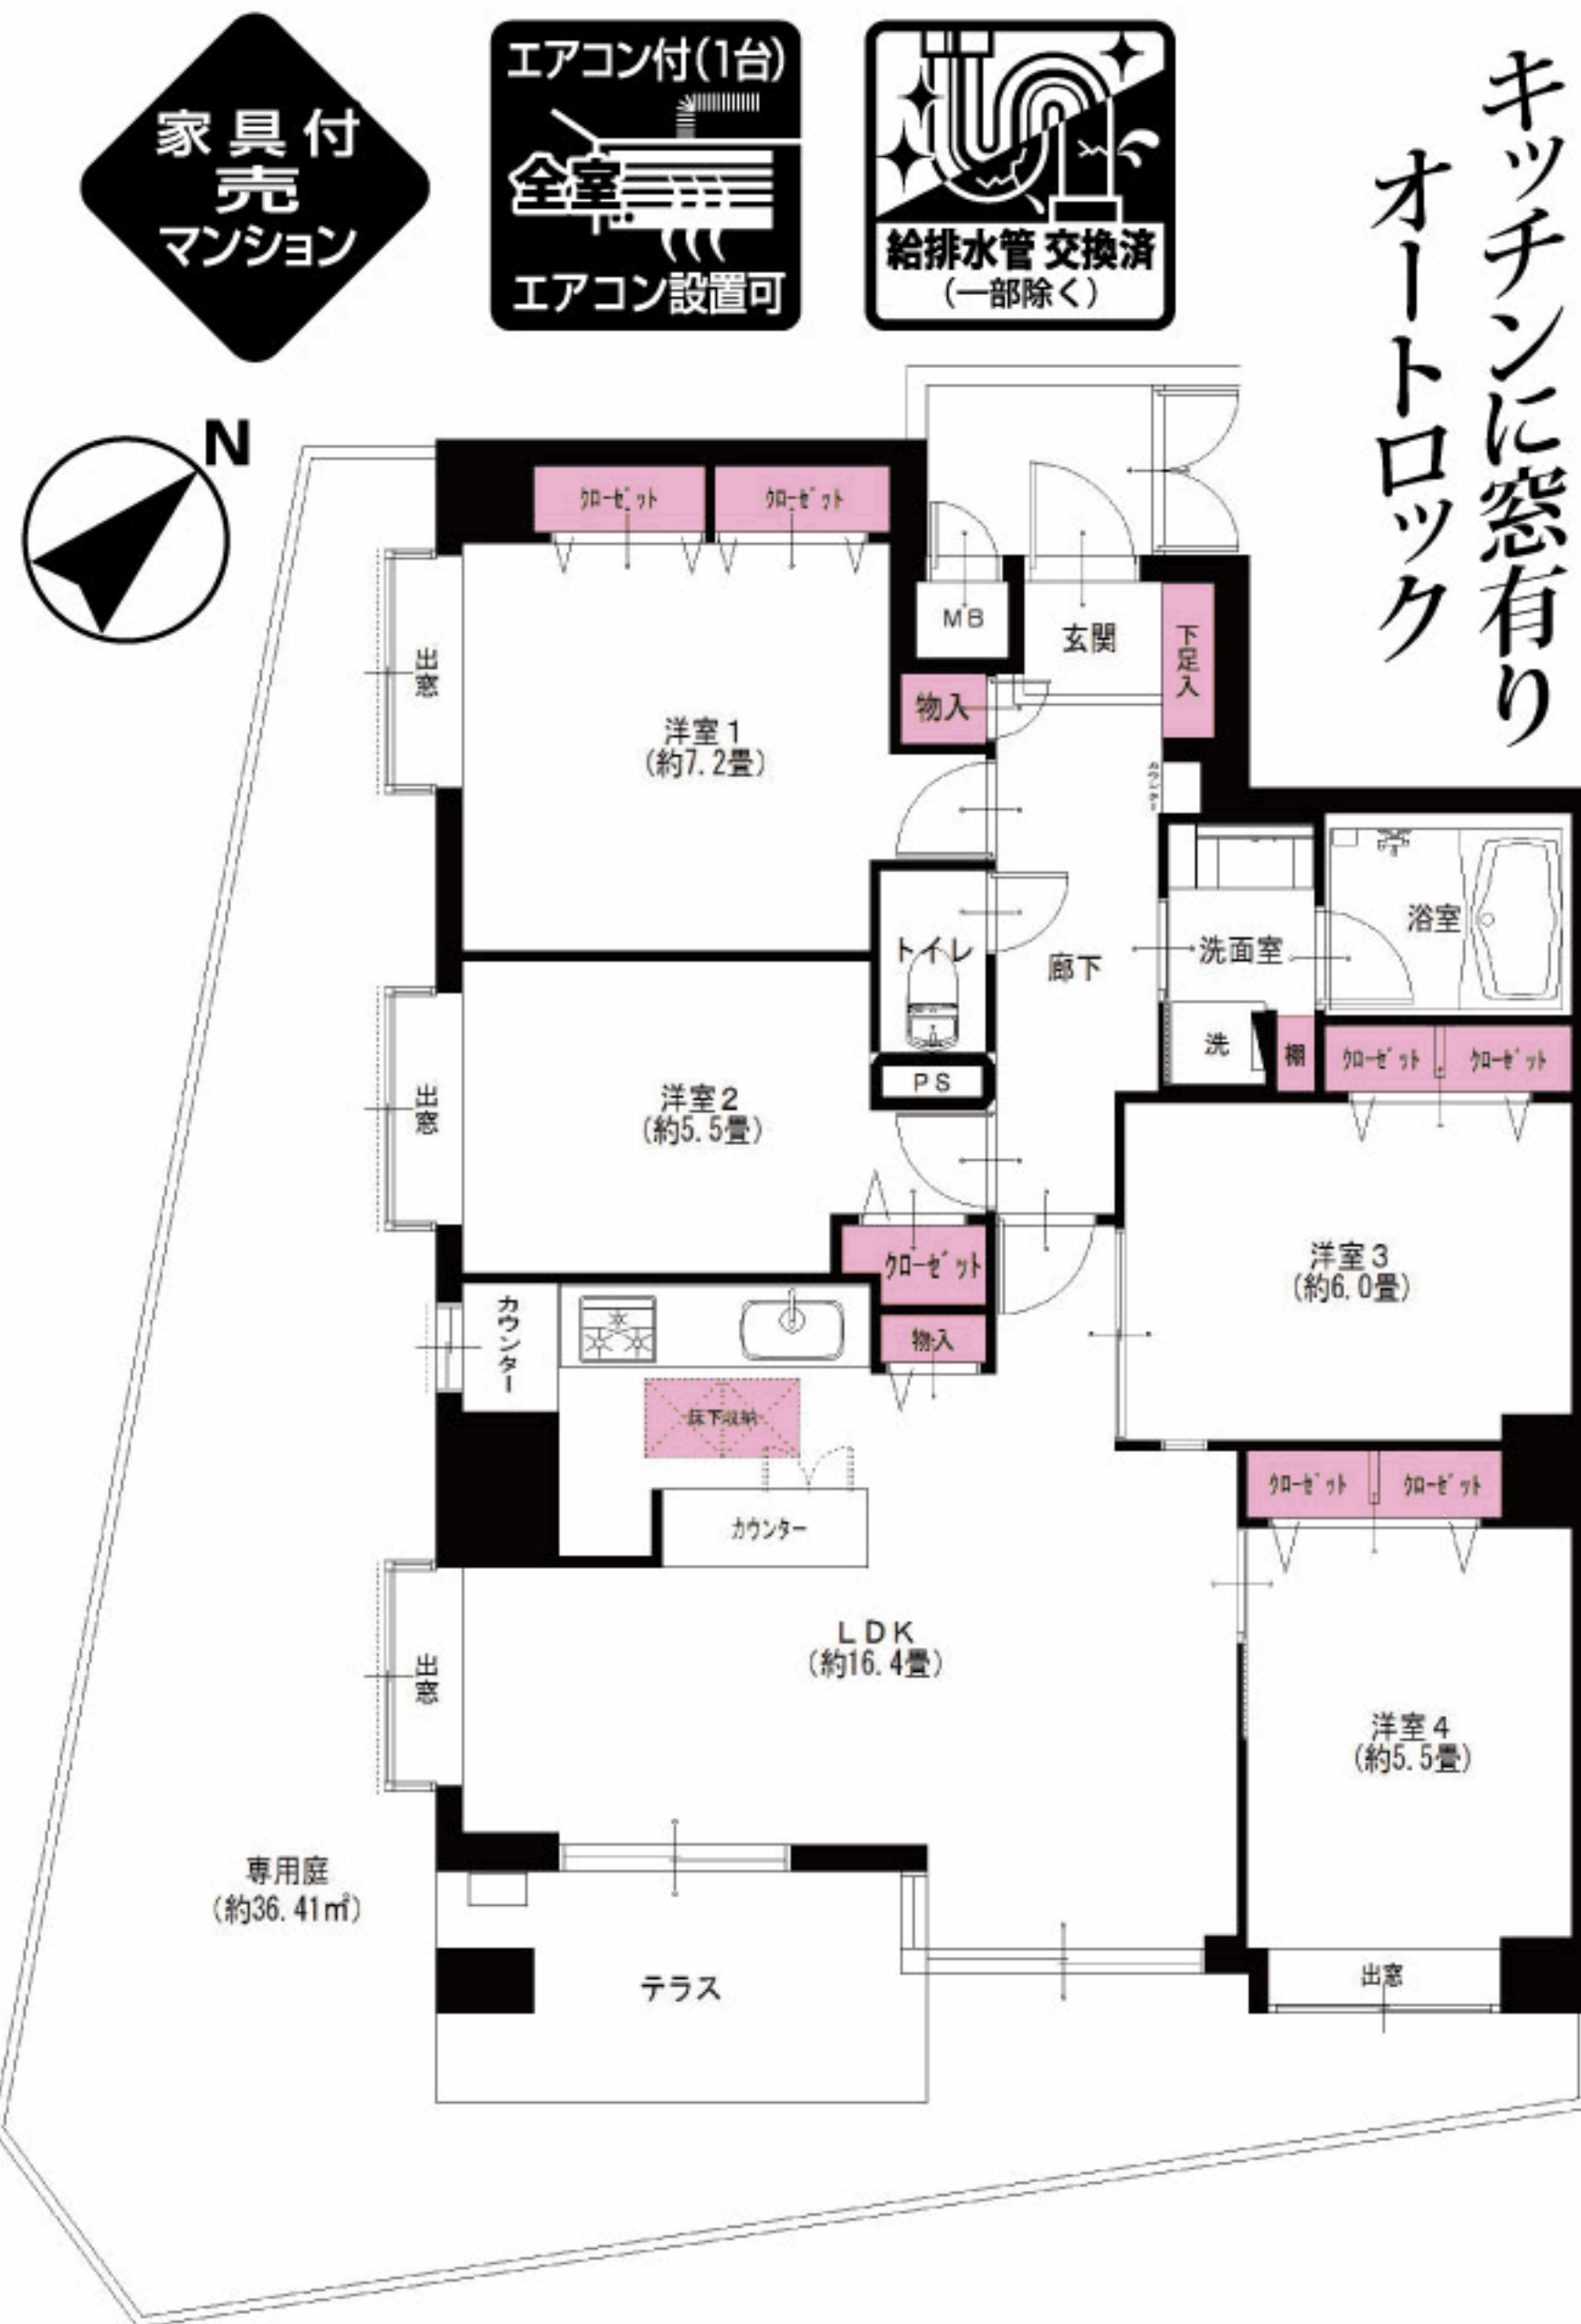 家具付
売
マンション
エアコン付(1台)
全室
エアコン設置可
給排水管 交換済
(一部除く)
キッチンに窓有り
オートロック
N
クローゼット
クローゼット
出窓
洋室1
(約7.2畳)
MB
玄関
下足入
物入
カウンター
トイレ
廊下
洗面室
浴室
洗
棚
クローゼット
クローゼット
PS
出窓
洋室2
(約5.5畳)
クローゼット
洋室3
(約6.0畳)
カウンター
物入
床下収納
カウンター
クローゼット
クローゼット
出窓
LDK
(約16.4畳)
洋室4
(約5.5畳)
専用庭
(約36.41㎡)
テラス
出窓